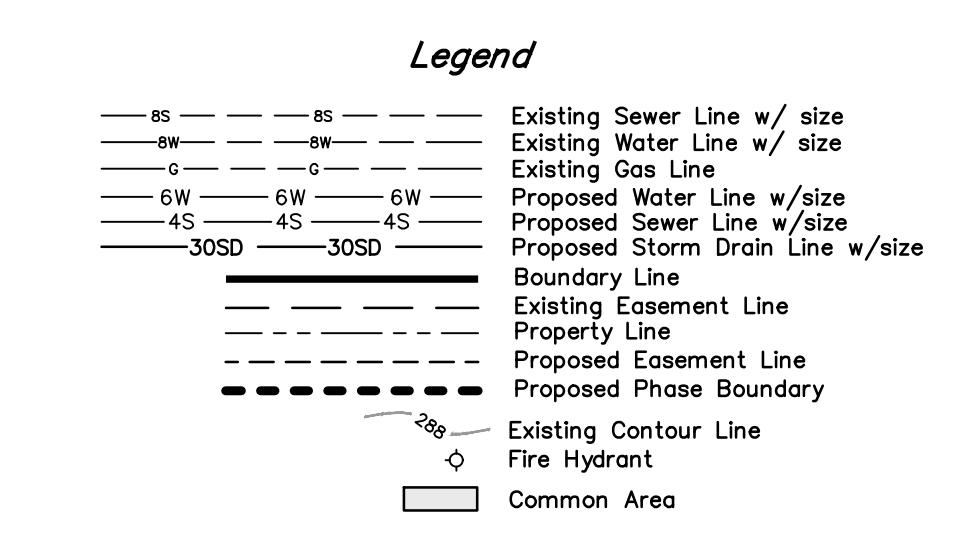 Legend
8S 8S Existing Sewer Line w/ size
8W 8W Existing Water Line w/ size
G G Existing Gas Line
6W 6W 6W Proposed Water Line w/size
4S 4S 4S Proposed Sewer Line w/size
30SD 30SD Proposed Storm Drain Line w/size
Boundary Line
Existing Easement Line
Property Line
Proposed Easement Line
Proposed Phase Boundary
288 Existing Contour Line
Fire Hydrant
Common Area